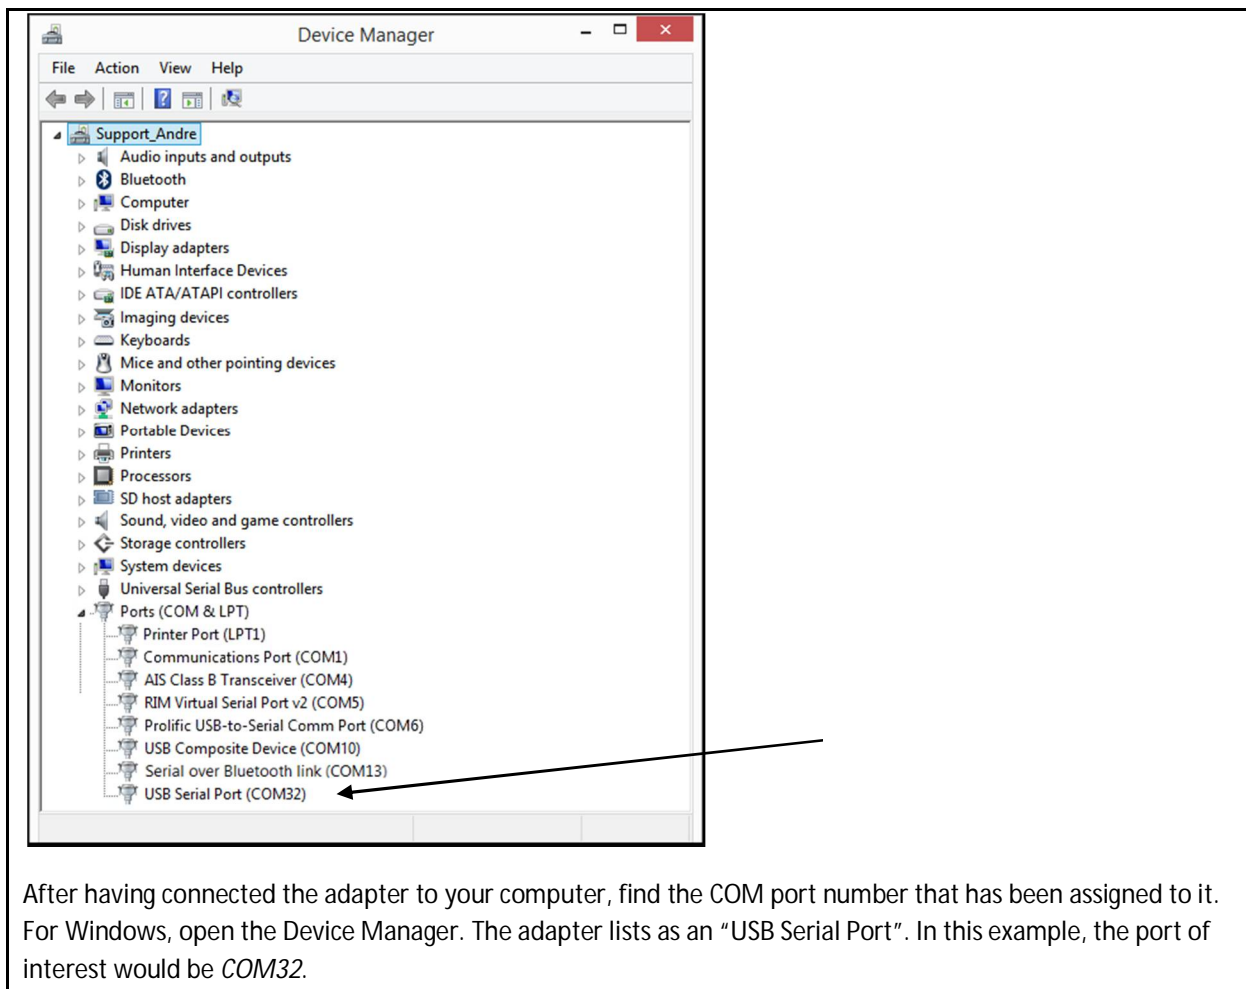 Device Manager
File Action View Help
Support_Andre
Audio inputs and outputs
Bluetooth
Computer
Disk drives
Display adapters
Human Interface Devices
IDE ATA/ATAPI controllers
Imaging devices
Keyboards
Mice and other pointing devices
Monitors
Network adapters
Portable Devices
Printers
Processors
SD host adapters
Sound, video and game controllers
Storage controllers
System devices
Universal Serial Bus controllers
Ports (COM & LPT)
Printer Port (LPT1)
Communications Port (COM1)
AIS Class B Transceiver (COM4)
RIM Virtual Serial Port v2 (COM5)
Prolific USB-to-Serial Comm Port (COM6)
USB Composite Device (COM10)
Serial over Bluetooth link (COM13)
USB Serial Port (COM32)
After having connected the adapter to your computer, find the COM port number that has been assigned to it.
For Windows, open the Device Manager. The adapter lists as an “USB Serial Port”. In this example, the port of
interest would be COM32.